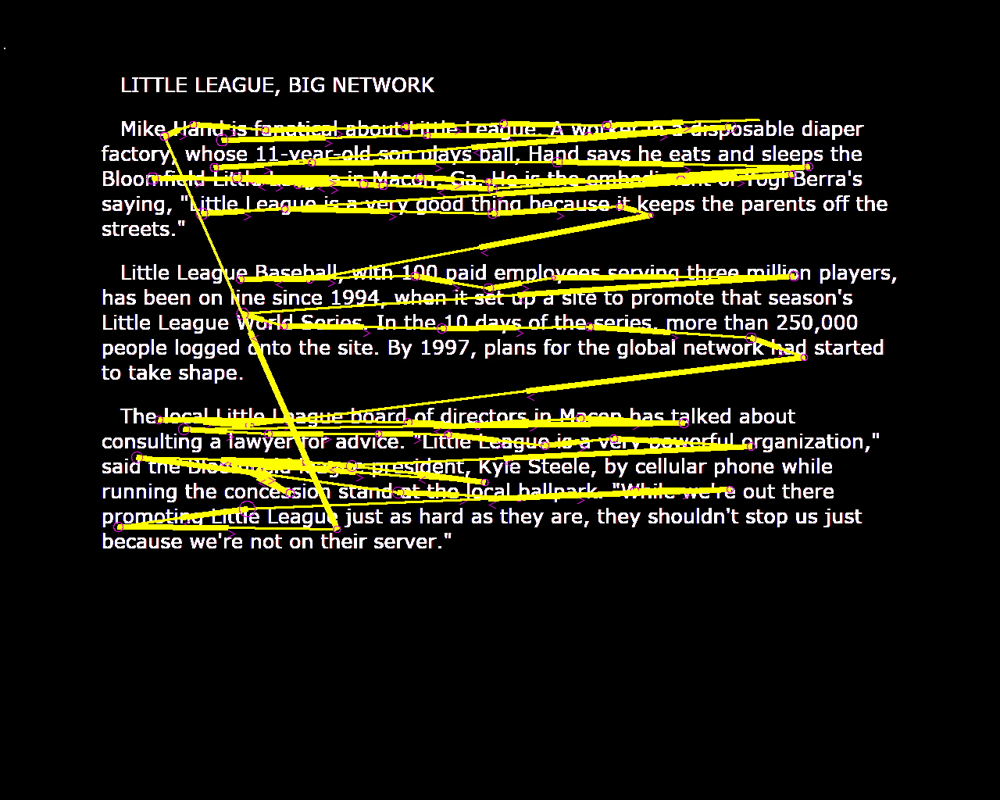 LITTLE LEAGUE, BIG NETWORK
Mike Hand is fanatical about Little League. A worker in a disposable diaper
factory, whose 11-year-old son plays ball, Hand says he eats and sleeps the
Bloomfield Little League in Macon, Ga. He is the embodiment of Yogi Berra's
saying, "Little League is a very good thing because it keeps the parents off the
streets."
Little League Baseball, with 100 paid employees serving three million players,
has been on line since 1994, when it set up a site to promote that season's
Little League World Series. In the 10 days of the series, more than 250,000
people logged onto the site. By 1997, plans for the global network had started
to take shape.
The local Little League board of directors in Macon has talked about
consulting a lawyer for advice. "Little League is a very powerful organization,"
said the Bloomfield league president, Kyle Steele, by cellular phone while
running the concession stand at the local ballpark. "While we're out there
promoting Little League just as hard as they are, they shouldn't stop us just
because we're not on their server."